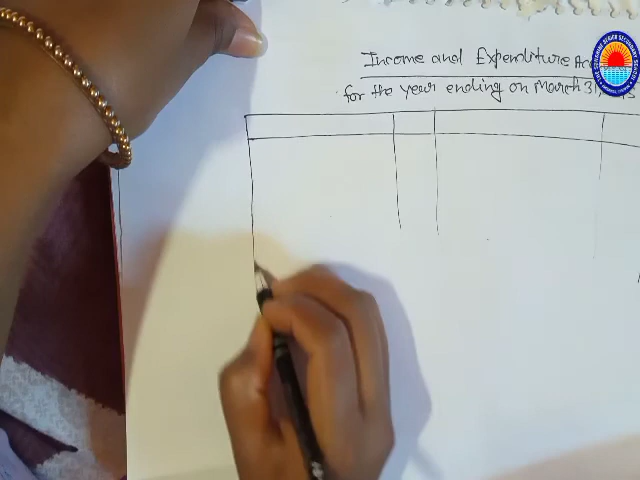 Income and Expenditure
for the year ending on March 31,